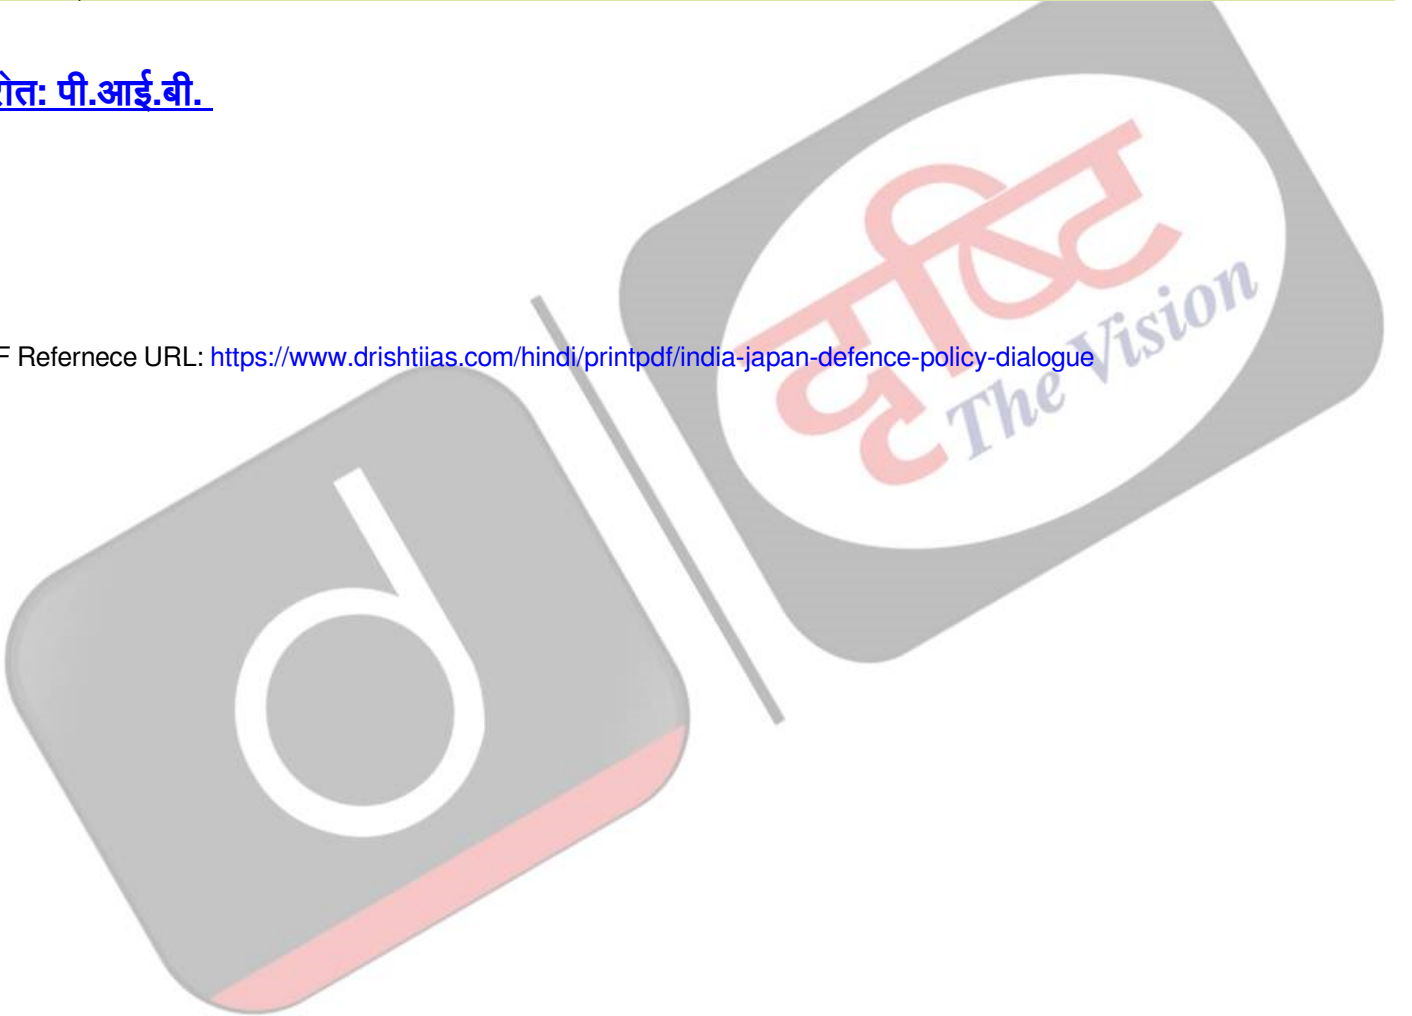 रोत: पी.आई.बी.
दृष्टि
The Vision
F Refernece URL: https://www.drishtiias.com/hindi/printpdf/india-japan-defence-policy-dialogue
d